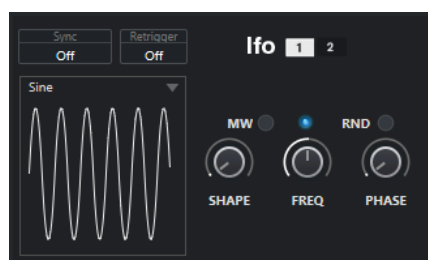 Sync
Off
Retrigger
Off
lfo 1 2
Sine
MW
RND
SHAPE FREQ PHASE